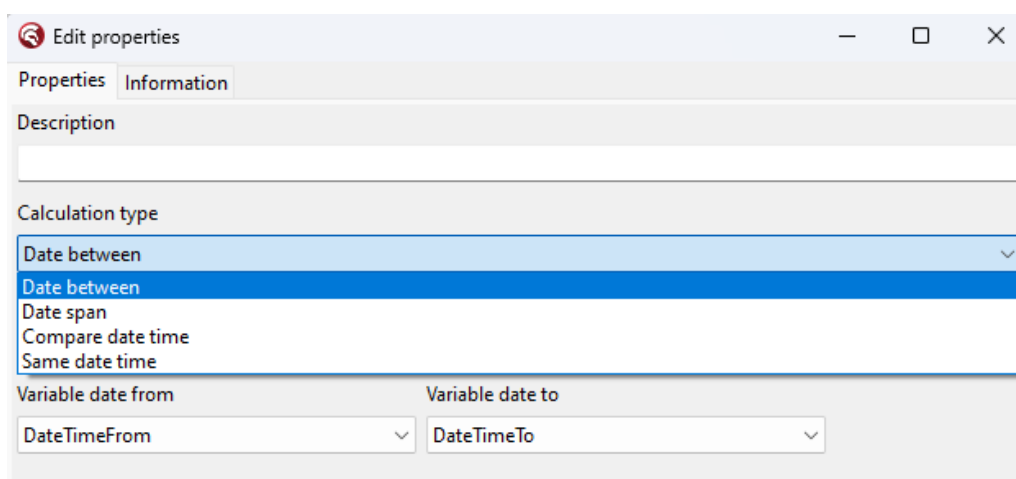 Edit properties
Properties Information
Description
Calculation type
Date between
Date between
Date span
Compare date time
Same date time
Variable date from Variable date to
DateTimeFrom DateTimeTo